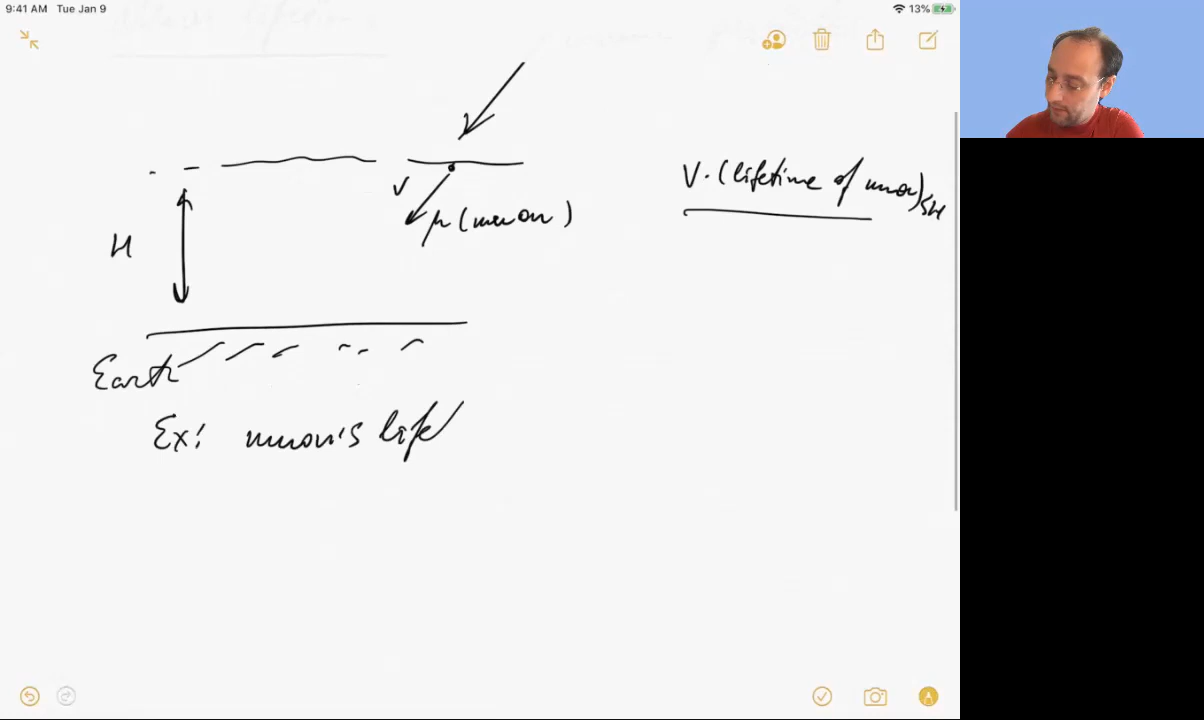 9:41 AM Tue Jan 9
13%
V
V·(lifetime of muon)
μ (muon)
H
Earth
Ex: muon's life